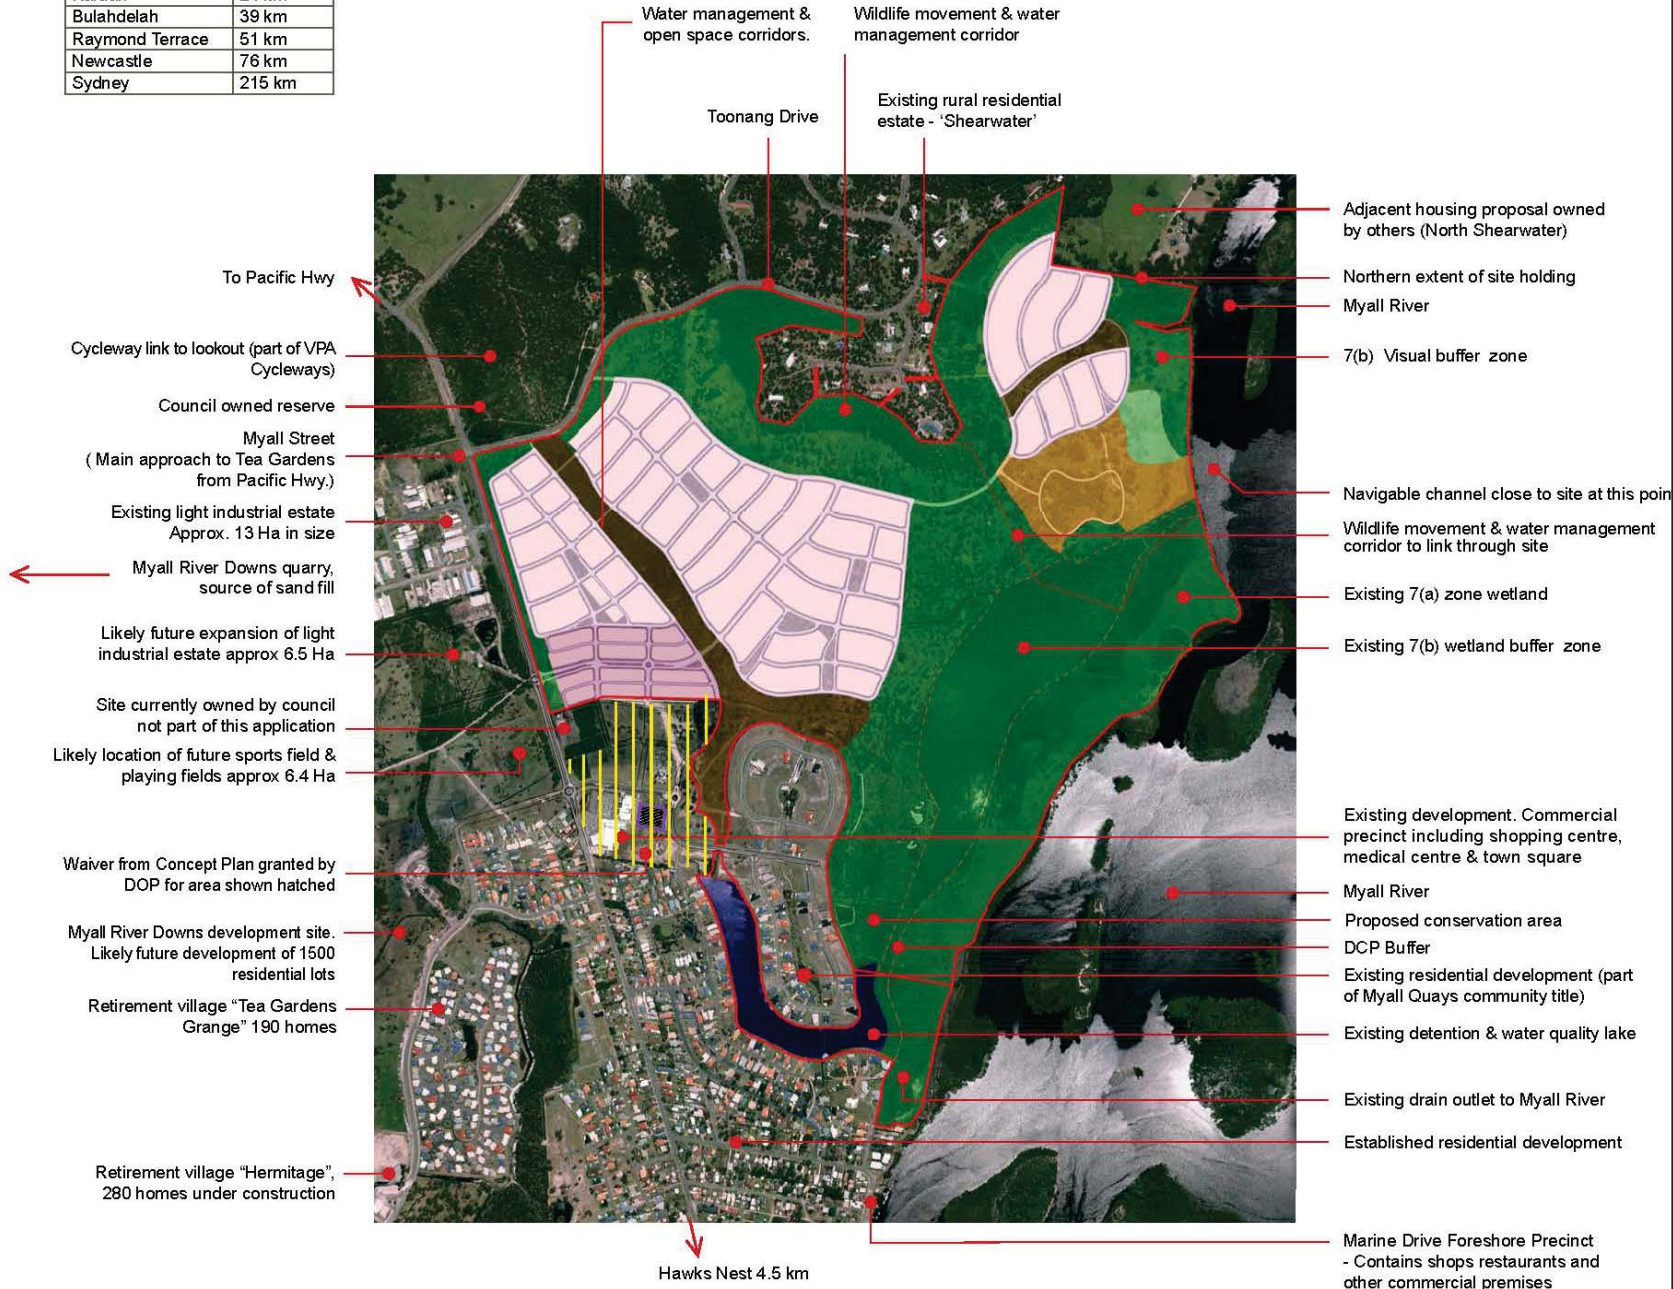 Bulahdelah 39 km
Raymond Terrace 51 km
Newcastle 76 km
Sydney 215 km
Water management &
open space corridors.
Wildlife movement & water
management corridor
Toonang Drive
Existing rural residential
estate - ‘Shearwater’
To Pacific Hwy
Cycleway link to lookout (part of VPA
Cycleways)
Council owned reserve
Myall Street
( Main approach to Tea Gardens
from Pacific Hwy.)
Existing light industrial estate
Approx. 13 Ha in size
Myall River Downs quarry,
source of sand fill
Likely future expansion of light
industrial estate approx 6.5 Ha
Site currently owned by council
not part of this application
Likely location of future sports field &
playing fields approx 6.4 Ha
Waiver from Concept Plan granted by
DOP for area shown hatched
Myall River Downs development site.
Likely future development of 1500
residential lots
Retirement village “Tea Gardens
Grange” 190 homes
Retirement village “Hermitage”,
280 homes under construction
Hawks Nest 4.5 km
Adjacent housing proposal owned
by others (North Shearwater)
Northern extent of site holding
Myall River
7(b) Visual buffer zone
Navigable channel close to site at this poin
Wildlife movement & water management
corridor to link through site
Existing 7(a) zone wetland
Existing 7(b) wetland buffer zone
Existing development. Commercial
precinct including shopping centre,
medical centre & town square
Myall River
Proposed conservation area
DCP Buffer
Existing residential development (part
of Myall Quays community title)
Existing detention & water quality lake
Existing drain outlet to Myall River
Established residential development
Marine Drive Foreshore Precinct
- Contains shops restaurants and
other commercial premises